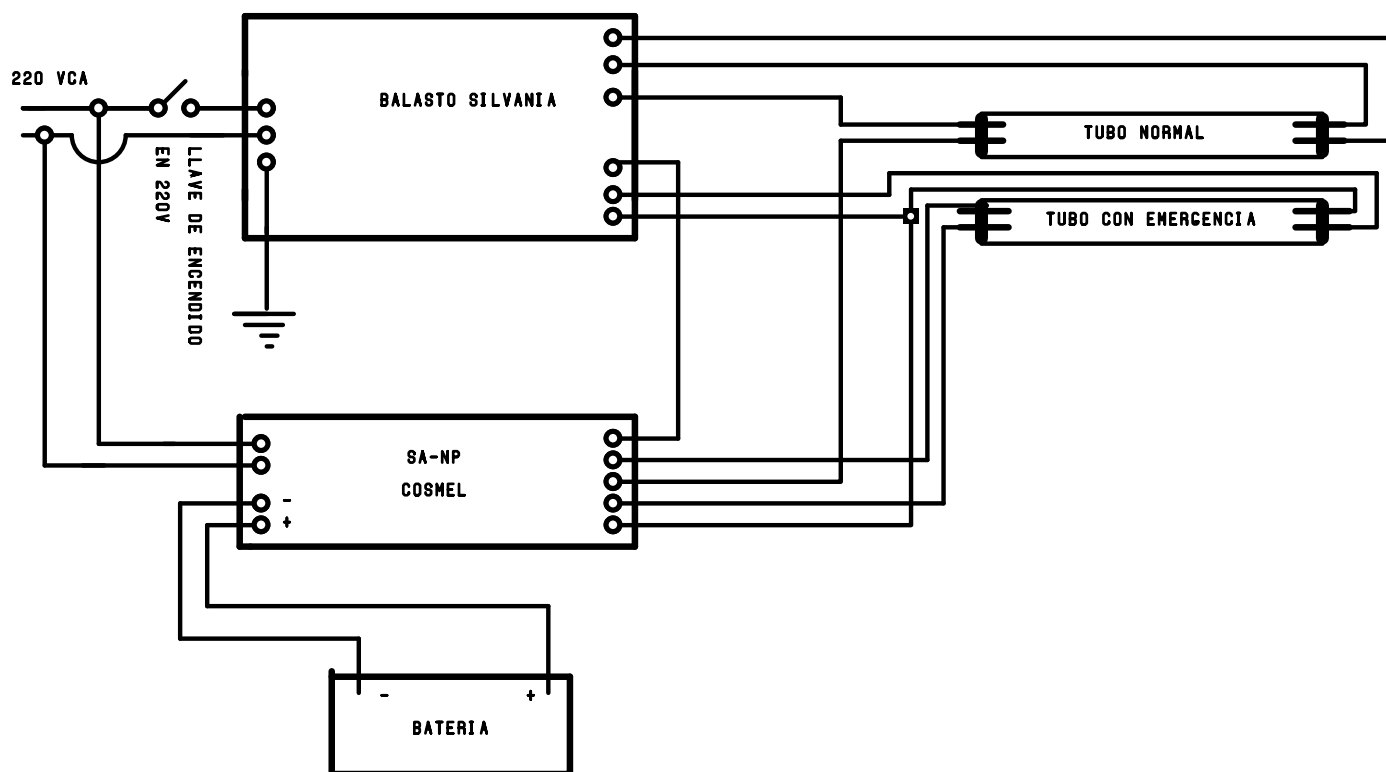 220 VCA
BALASTO SILVANIA
LLAVE DE ENCENDIDO
EN 220V
TUBO NORMAL
TUBO CON EMERGENCIA
SA-NP
COSMEL
-
+
- +
BATERIA